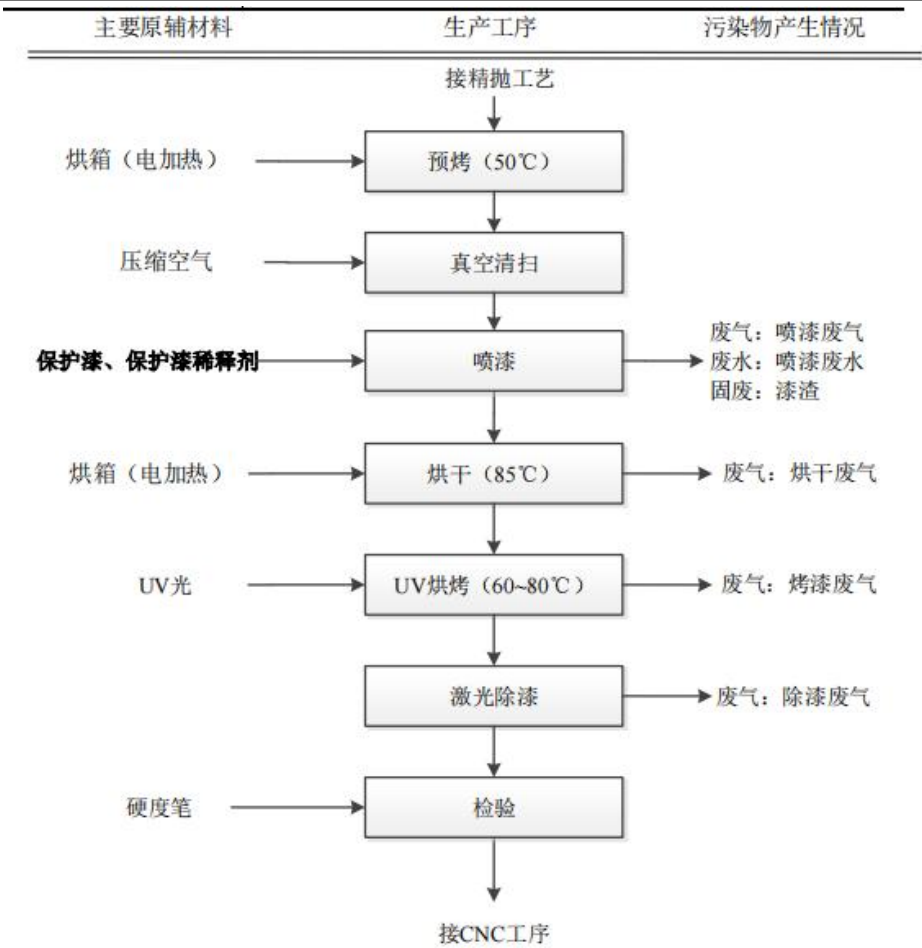 主要原辅材料 生产工序 污染物产生情况
接精抛工艺
烘箱（电加热） 预烤（50℃）
压缩空气 真空清扫
废气：喷漆废气
保护漆、保护漆稀释剂 喷漆 废水：喷漆废水
固废：漆渣
烘箱（电加热） 烘干（85℃） 废气：烘干废气
UV光 UV烘烤（60~80℃） 废气：烤漆废气
激光除漆 废气：除漆废气
硬度笔 检验
接CNC工序